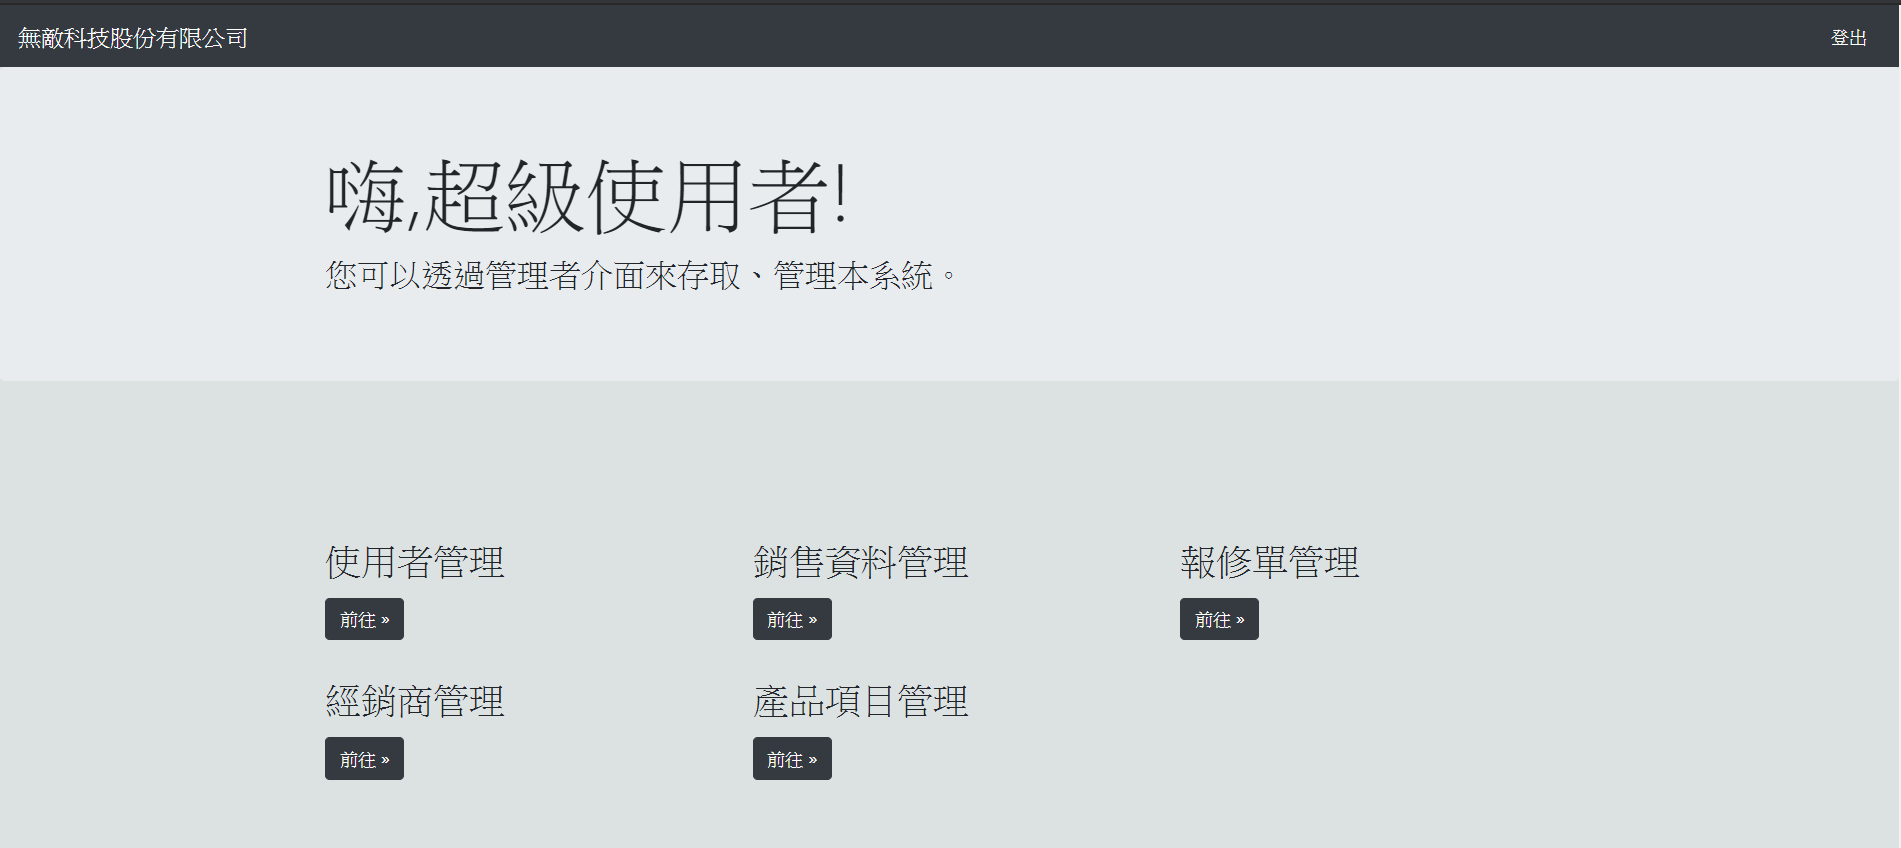 無敵科技股份有限公司
登出
嗨,超級使用者!
您可以透過管理者介面來存取、管理本系統。
使用者管理
銷售資料管理
報修單管理
前往 »
前往 »
前往 »
經銷商管理
產品項目管理
前往 »
前往 »